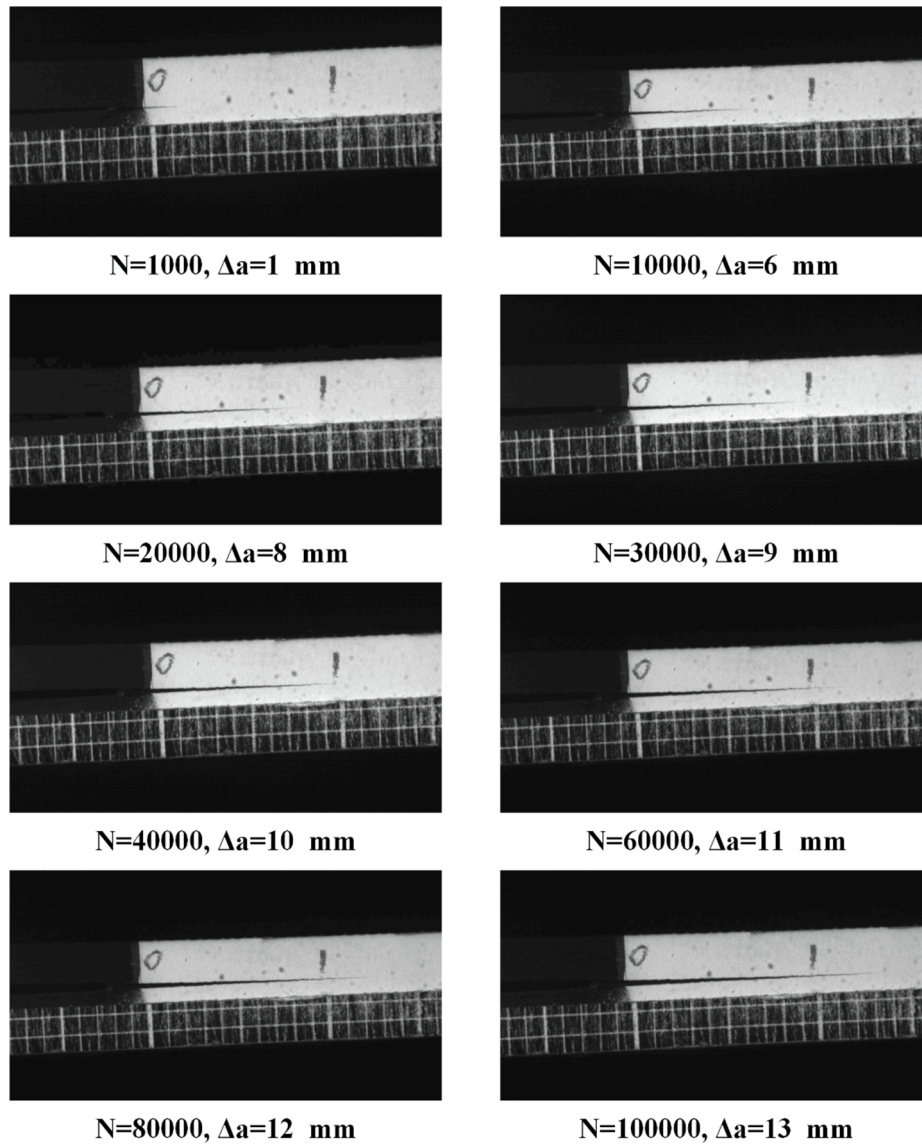 N=1000, Δa=1 mm
N=10000, Δa=6 mm
N=20000, Δa=8 mm
N=30000, Δa=9 mm
N=40000, Δa=10 mm
N=60000, Δa=11 mm
N=80000, Δa=12 mm
N=100000, Δa=13 mm